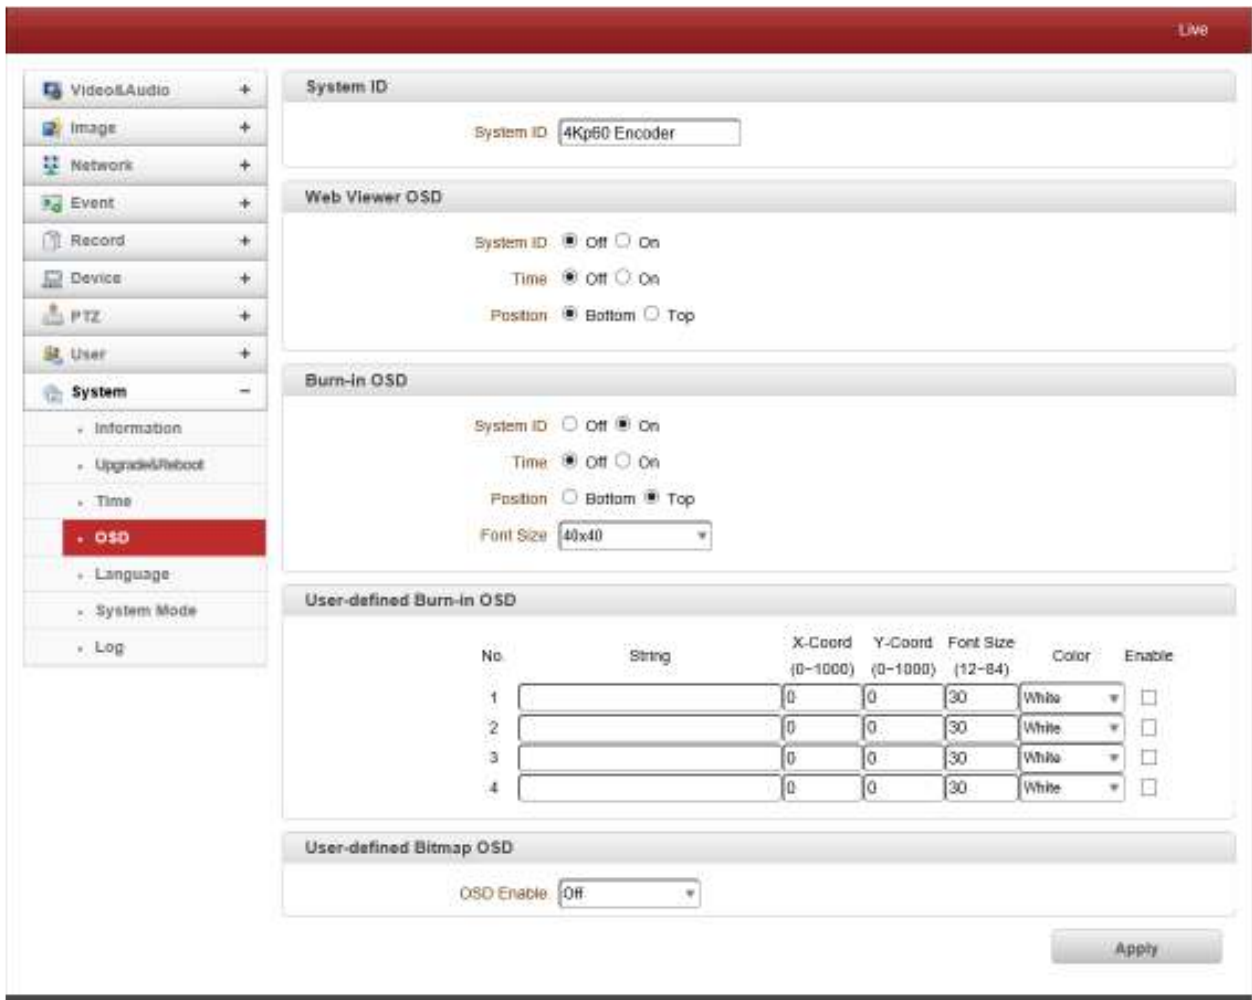 Live
Video&Audio +
Image +
Network +
Event +
Record +
Device +
PTZ +
User +
System −
Information
Upgrade&Reboot
Time
OSD
Language
System Mode
Log
System ID
System ID 4Kp60 Encoder
Web Viewer OSD
System ID Off On
Time Off On
Position Bottom Top
Burn-in OSD
System ID Off On
Time Off On
Position Bottom Top
Font Size 40x40
User-defined Burn-in OSD
No. String X-Coord (0~1000) Y-Coord (0~1000) Font Size (12~84) Color Enable
1 0 0 30 White
2 0 0 30 White
3 0 0 30 White
4 0 0 30 White
User-defined Bitmap OSD
OSD Enable Off
Apply